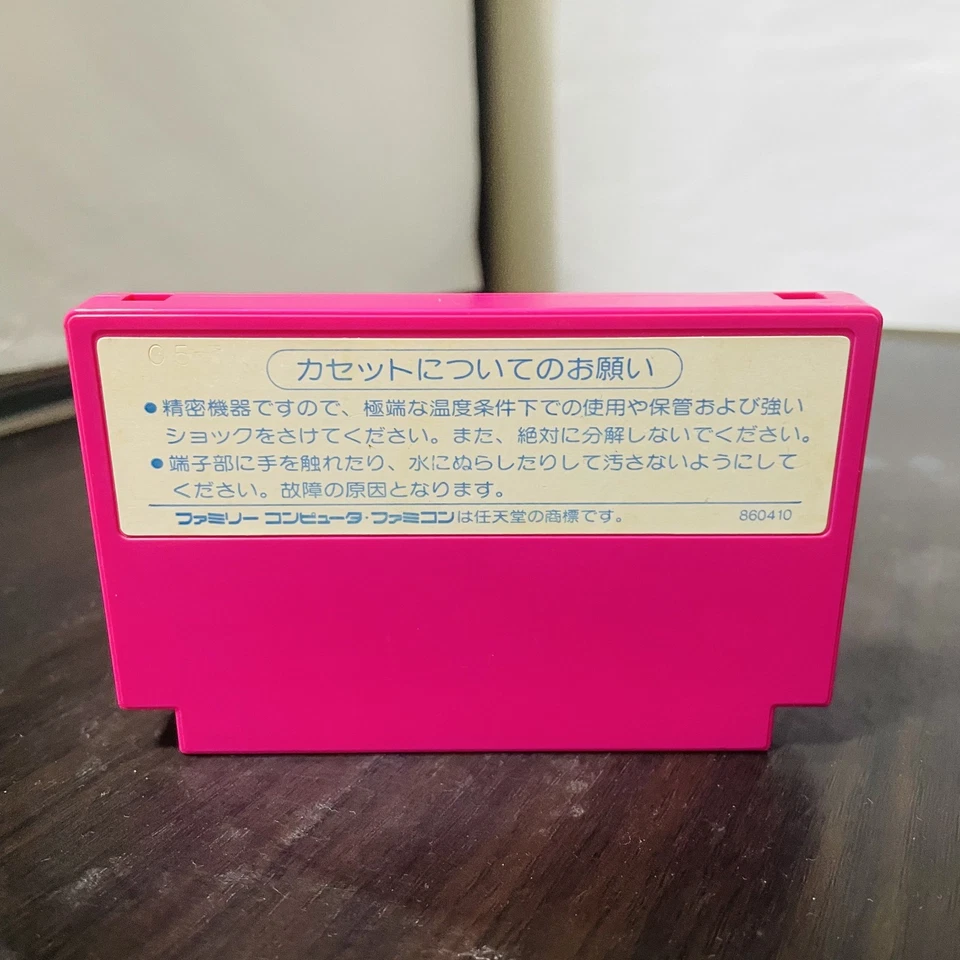 カセットについてのお願い
●精密機器ですので、極端な温度条件下での使用や保管および強い
ショックをさけてください。また、絶対に分解しないでください。
●端子部に手を触れたり、水にぬらしたりして汚さないようにして
ください。故障の原因となります。
ファミリーコンピュータ・ファミコンは任天堂の商標です。 860410